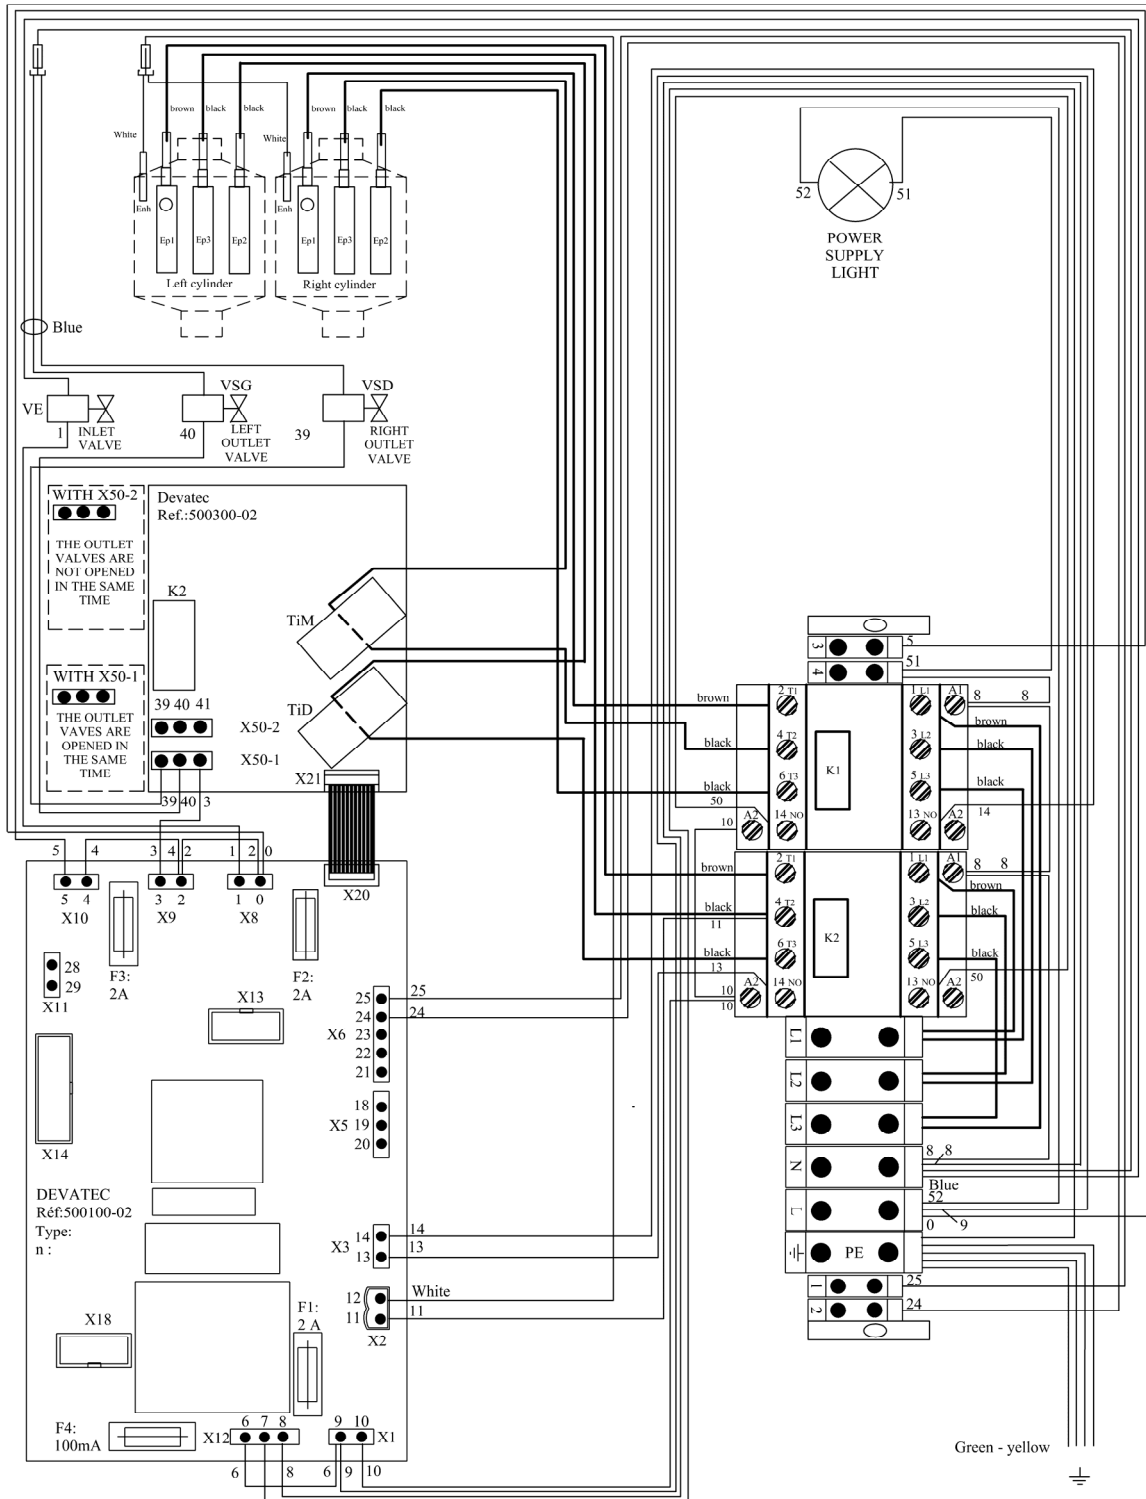 brown
black
black
brown
black
black
White
White
Enh
Ep1
Ep3
Ep2
Enh
Ep1
Ep3
Ep2
Left cylinder
Right cylinder
52
51
POWER
SUPPLY
LIGHT
Blue
VE
1
INLET
VALVE
VSG
40
LEFT
OUTLET
VALVE
39
VSD
RIGHT
OUTLET
VALVE
WITH X50-2
THE OUTLET
VALVES ARE
NOT OPENED
IN THE SAME
TIME
Devatec
Ref.:500300-02
K2
TiM
TiD
WITH X50-1
THE OUTLET
VAVES ARE
OPENED IN
THE SAME
TIME
39 40 41
X50-2
X50-1
39 40 3
X21
X20
5 4
5 4
X10
3 4 2
3 2
X9
1 2 0
1 0
X8
F3:
2A
F2:
2A
28
29
X11
X13
X14
25
24
23
22
21
X6
25
24
18
19
20
X5
DEVATEC
Réf:500100-02
Type:
n :
14
13
X3
14
13
12
11
X2
White
11
F1:
2 A
X18
F4:
100mA
X12
6 7 8
9 10
X1
6 8 6 9 10
3
5
4
51
brown
black
black
50
10
2 T1
4 T2
6 T3
14 NO
A2
K1
1 L1
3 L2
5 L3
13 NO
A1
A2
8 8
brown
black
black
14
brown
black
11
black
13
10
10
2 T1
4 T2
6 T3
14 NO
A2
K2
1 L1
3 L2
5 L3
13 NO
A1
A2
8 8
brown
black
black
50
L1
L2
L3
N
8 8
Blue
L
52
0 9
PE
1
25
2
24
Green - yellow